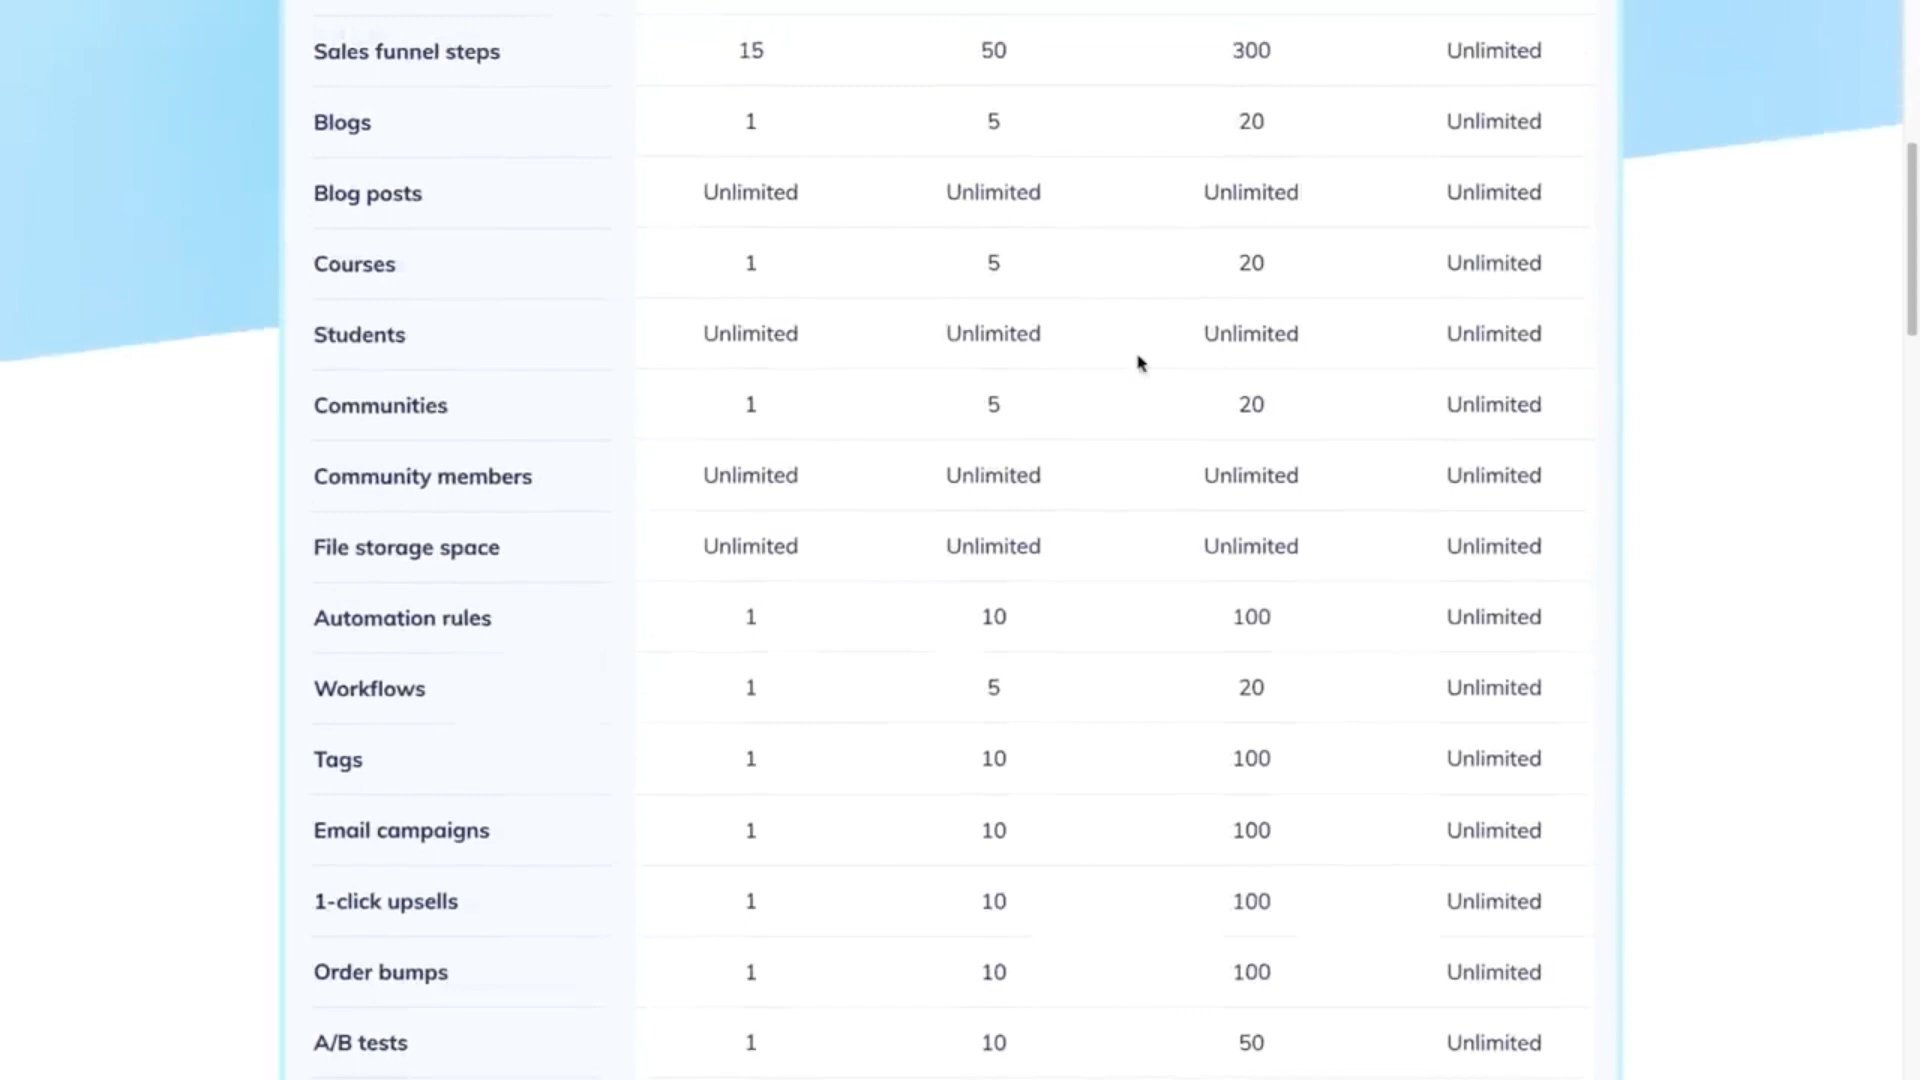 Sales funnel steps 15 50 300 Unlimited
Blogs 1 5 20 Unlimited
Blog posts Unlimited Unlimited Unlimited Unlimited
Courses 1 5 20 Unlimited
Students Unlimited Unlimited Unlimited Unlimited
Communities 1 5 20 Unlimited
Community members Unlimited Unlimited Unlimited Unlimited
File storage space Unlimited Unlimited Unlimited Unlimited
Automation rules 1 10 100 Unlimited
Workflows 1 5 20 Unlimited
Tags 1 10 100 Unlimited
Email campaigns 1 10 100 Unlimited
1-click upsells 1 10 100 Unlimited
Order bumps 1 10 100 Unlimited
A/B tests 1 10 50 Unlimited